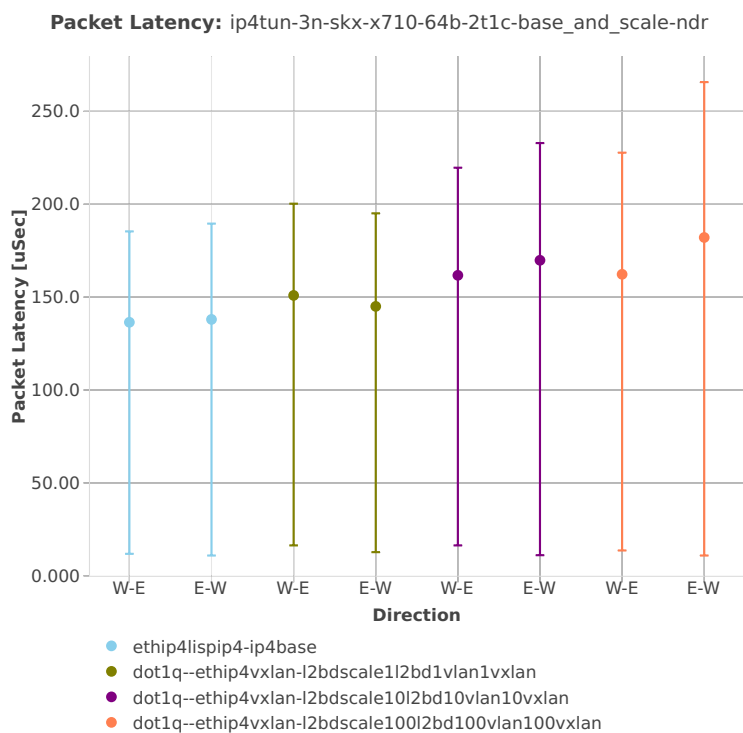 Packet Latency: ip4tun-3n-skx-x710-64b-2t1c-base_and_scale-ndr
Packet Latency [uSec]
250.0
200.0
150.0
100.0
50.00
0.000
W-E E-W W-E E-W W-E E-W W-E E-W
Direction
ethip4lispip4-ip4base
dot1q--ethip4vxlan-l2bdscale1l2bd1vlan1vxlan
dot1q--ethip4vxlan-l2bdscale10l2bd10vlan10vxlan
dot1q--ethip4vxlan-l2bdscale100l2bd100vlan100vxlan